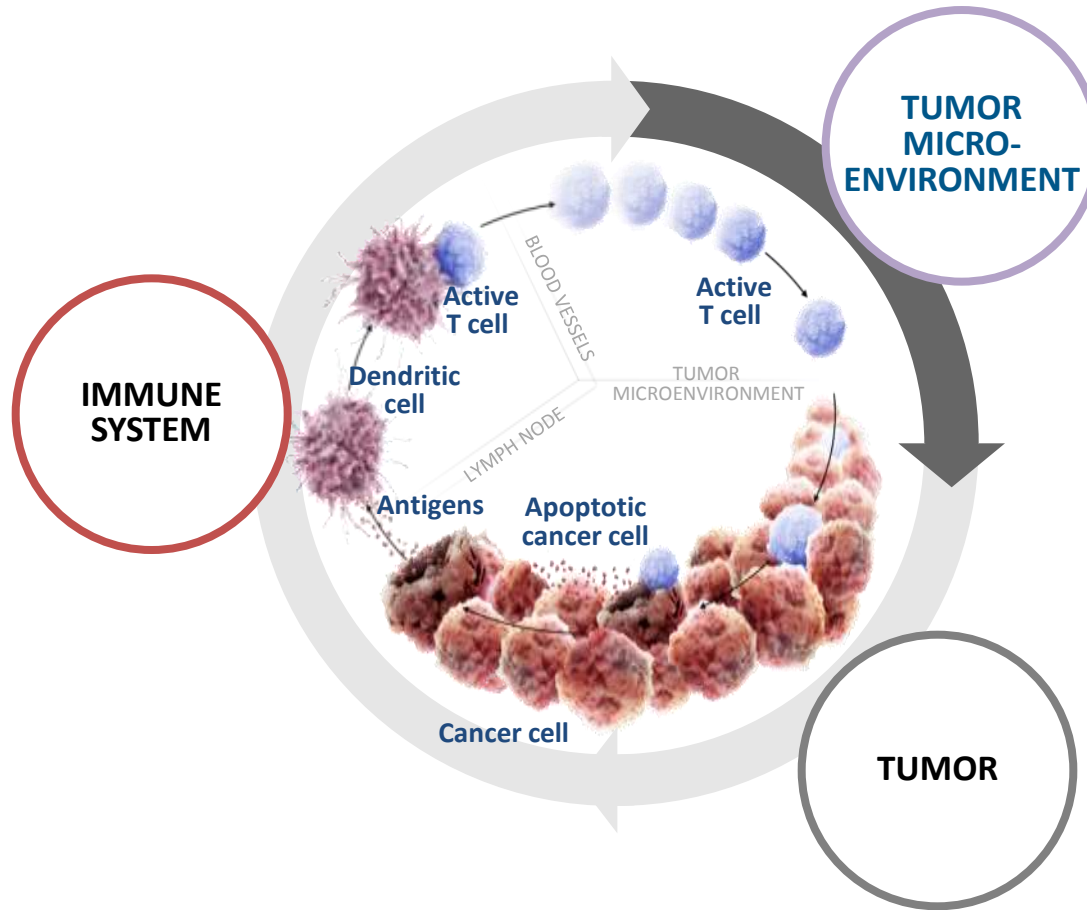 TUMOR
MICRO-
ENVIRONMENT
BLOOD VESSELS
Active
T cell
Active
T cell
Dendritic
cell
TUMOR
MICROENVIRONMENT
IMMUNE
SYSTEM
LYMPH NODE
Antigens
Apoptotic
cancer cell
Cancer cell
TUMOR